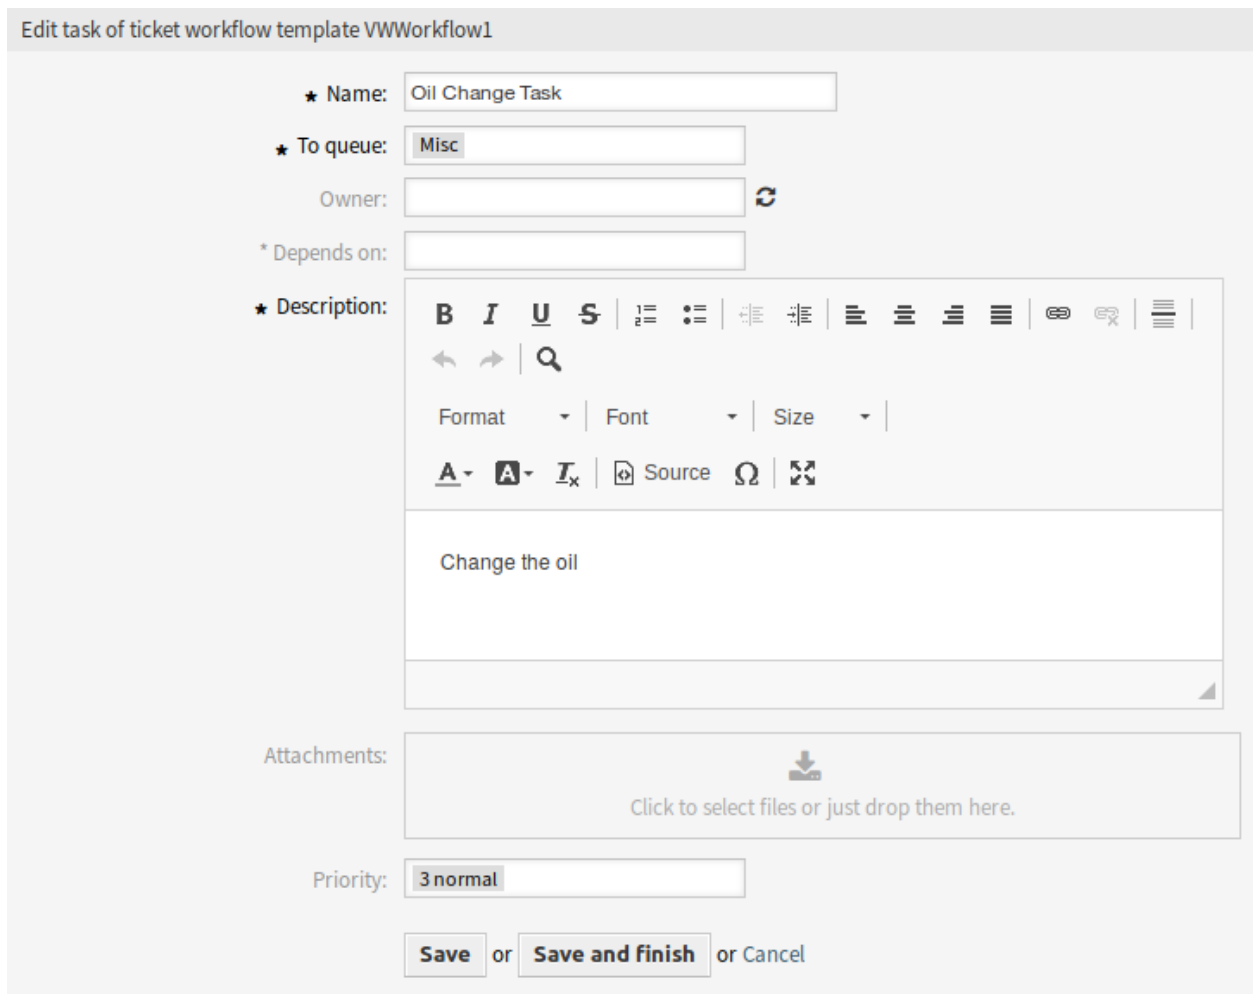 Edit task of ticket workflow template VWWorkflow1
★ Name: Oil Change Task
★ To queue: Misc
Owner:
* Depends on:
★ Description:
B I U S
Format Font Size
A A Tx Source Ω
Change the oil
Attachments:
Click to select files or just drop them here.
Priority: 3 normal
Save or Save and finish or Cancel